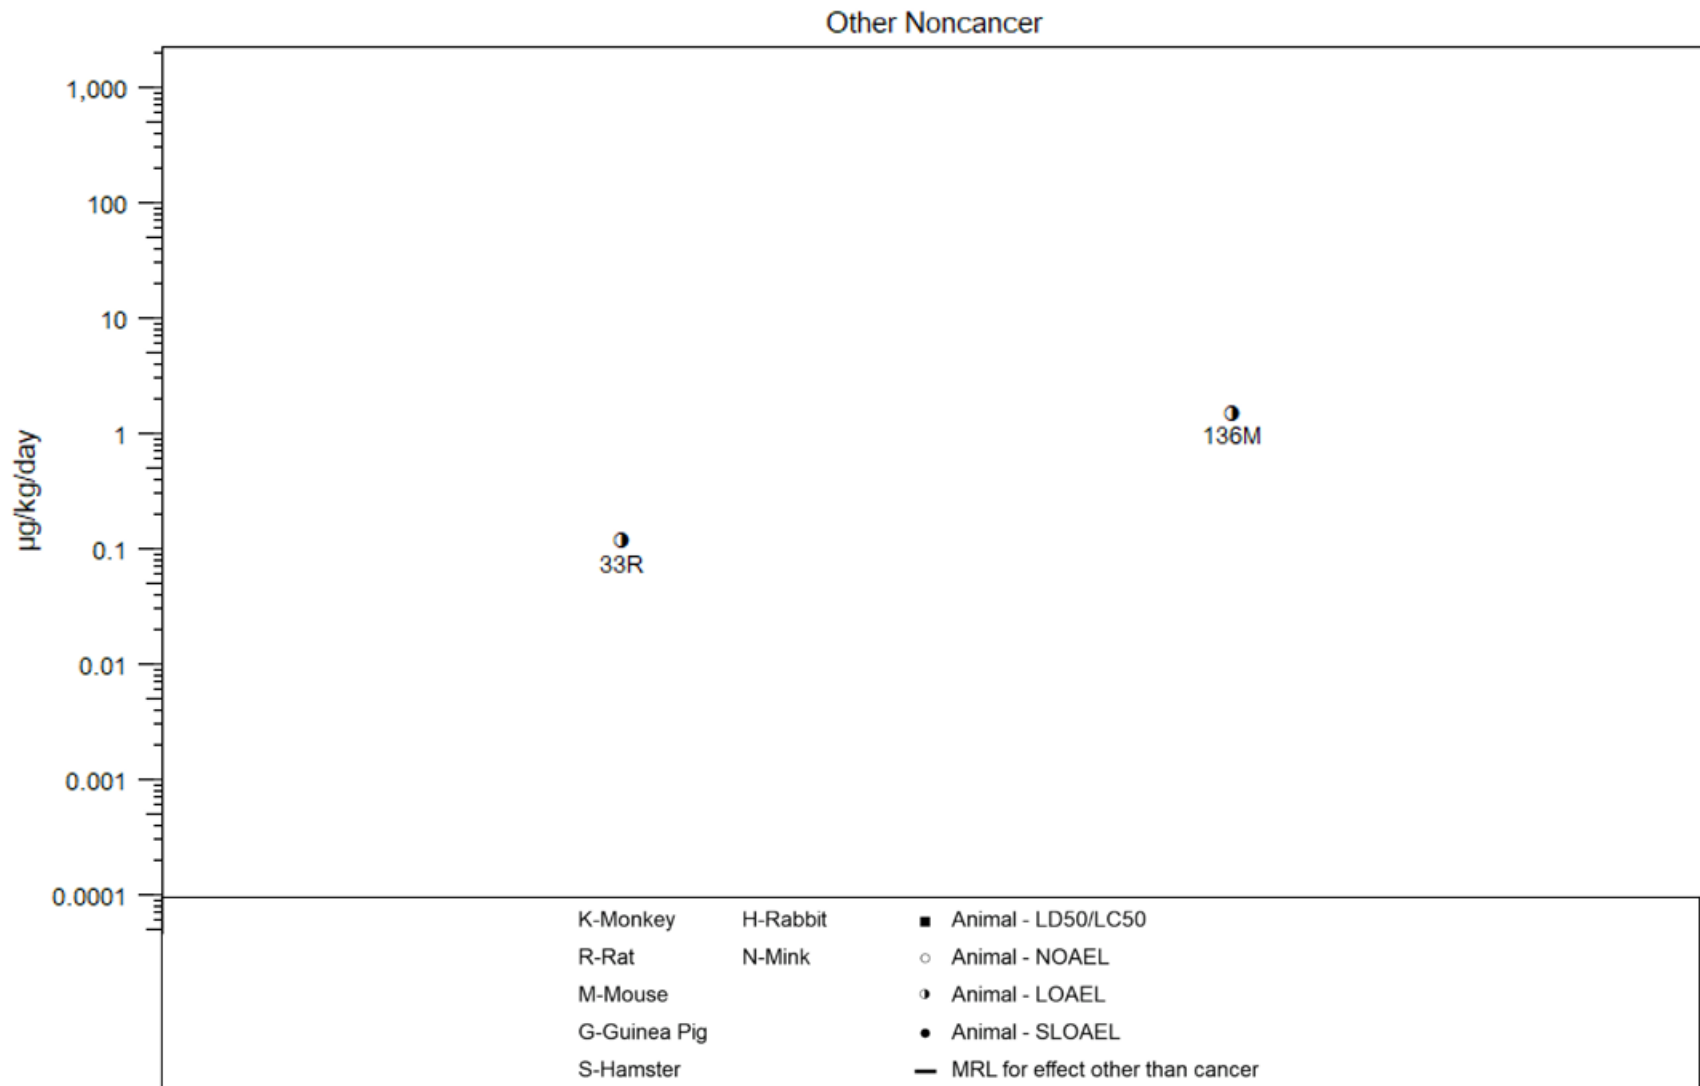 Other Noncancer
1,000
100
10
1
0.1
0.01
0.001
0.0001
µg/kg/day
136M
33R
K-Monkey H-Rabbit Animal - LD50/LC50
R-Rat N-Mink Animal - NOAEL
M-Mouse Animal - LOAEL
G-Guinea Pig Animal - SLOAEL
S-Hamster MRL for effect other than cancer